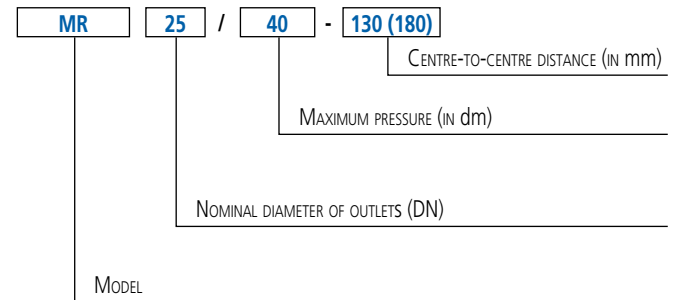 MR 25 / 40 - 130 (180)
Centre-to-centre distance (in mm)
Maximum pressure (in dm)
Nominal diameter of outlets (DN)
Model